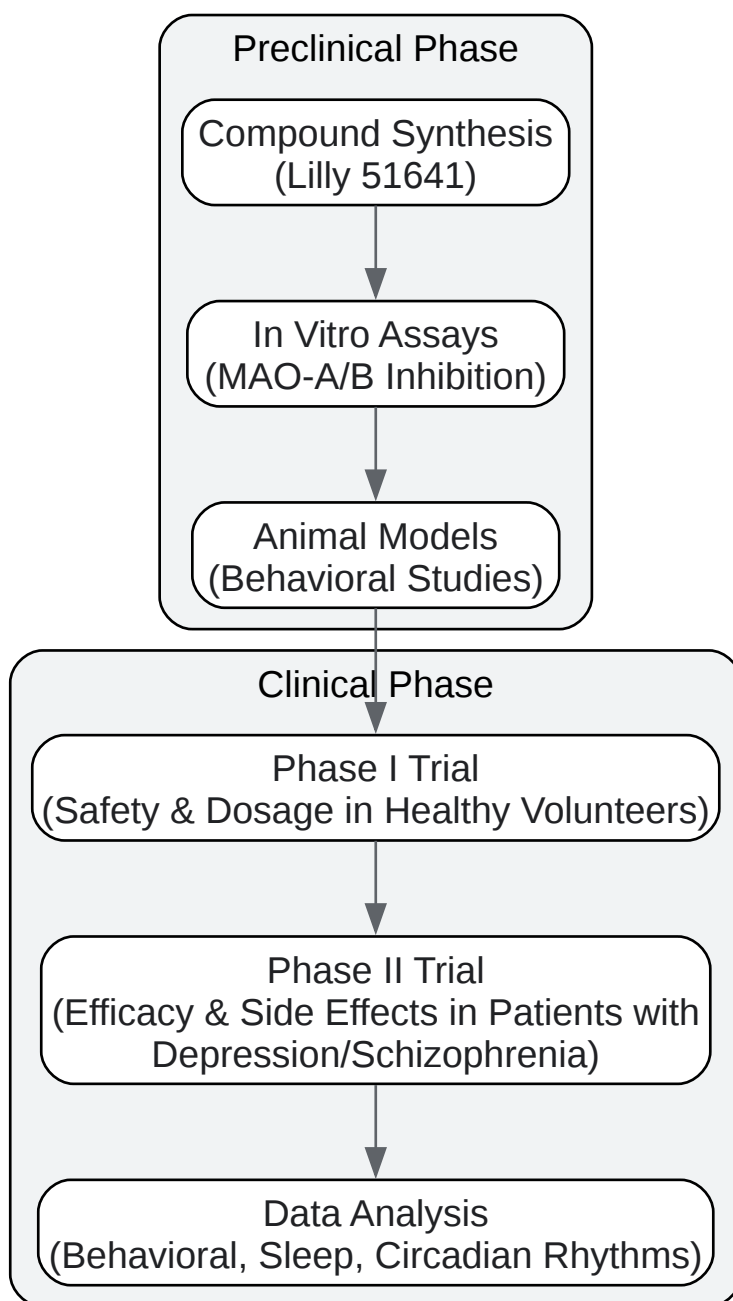 Preclinical Phase
Compound Synthesis
(Lilly 51641)
In Vitro Assays
(MAO-A/B Inhibition)
Animal Models
(Behavioral Studies)
Clinical Phase
Phase I Trial
(Safety & Dosage in Healthy Volunteers)
Phase II Trial
(Efficacy & Side Effects in Patients with
Depression/Schizophrenia)
Data Analysis
(Behavioral, Sleep, Circadian Rhythms)